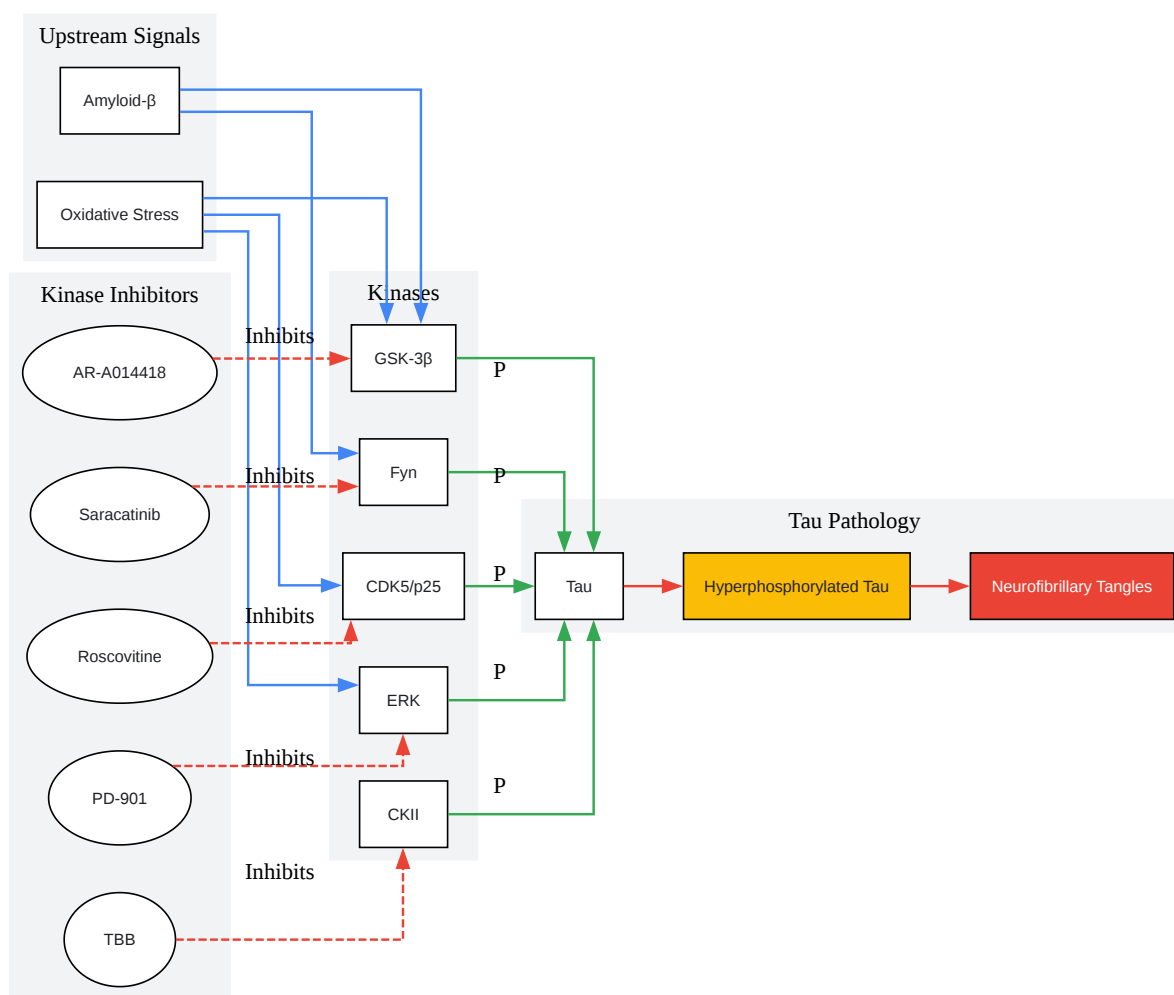 Upstream Signals
Amyloid-β
Oxidative Stress
Kinase Inhibitors
Kinases
Inhibits
AR-A014418
GSK-3β
P
Inhibits
Saracatinib
Fyn
P
Tau Pathology
P
CDK5/p25
Tau
Hyperphosphorylated Tau
Neurofibrillary Tangles
Inhibits
Roscovitine
ERK
P
Inhibits
PD-901
CKII
P
Inhibits
TBB